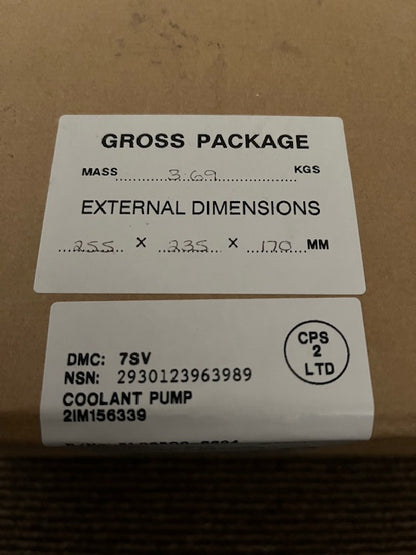 GROSS PACKAGE
MASS 3.69 KGS
EXTERNAL DIMENSIONS
255 X 235 X 170 MM
CPS
2
LTD
DMC: 7SV
NSN: 2930123963989
COOLANT PUMP
2IM156339